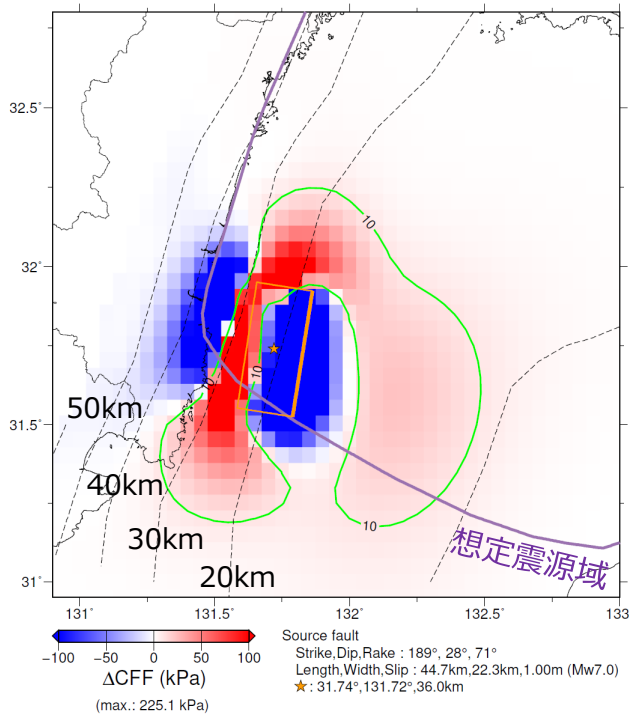 32.5°
32°
31.5°
31°
10
10
10
10
50km
40km
30km
20km
想定震源域
131°
131.5°
132°
132.5°
133
−100
−50
0
50
100
ΔCFF (kPa)
(max.: 225.1 kPa)
Source fault
Strike,Dip,Rake : 189°, 28°, 71°
Length,Width,Slip : 44.7km,22.3km,1.00m (Mw7.0)
★: 31.74°,131.72°,36.0km